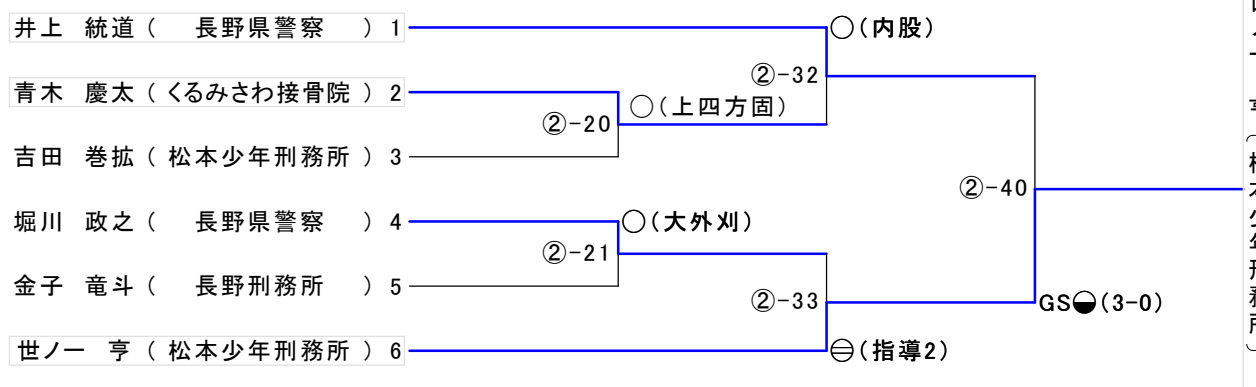 井上 統道 ( 長野県警察 ) 1
○(内股)
②-32
青木 慶太 ( くるみさわ接骨院 ) 2
○(上四方固)
②-20
吉田 巻拡 ( 松本少年刑務所 ) 3
②-40
堀川 政之 ( 長野県警察 ) 4
○(大外刈)
②-21
金子 竜斗 ( 長野刑務所 ) 5
②-33
GS◒(3-0)
世ノ一 亨 ( 松本少年刑務所 ) 6
⊜(指導2)